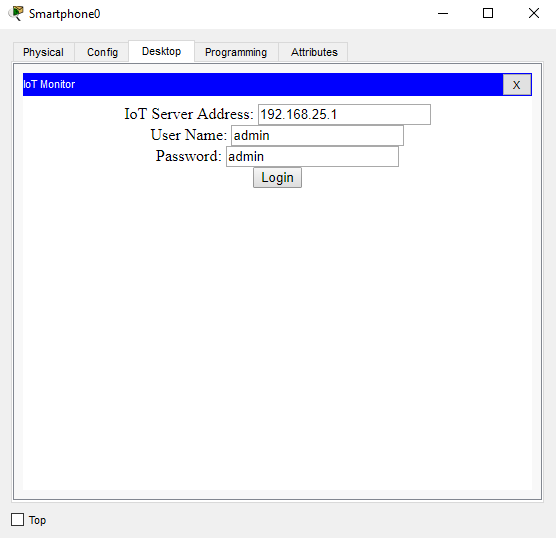 Smartphone0
Physical Config Desktop Programming Attributes
IoT Monitor X
IoT Server Address: 192.168.25.1
User Name: admin
Password: admin
Login
Top